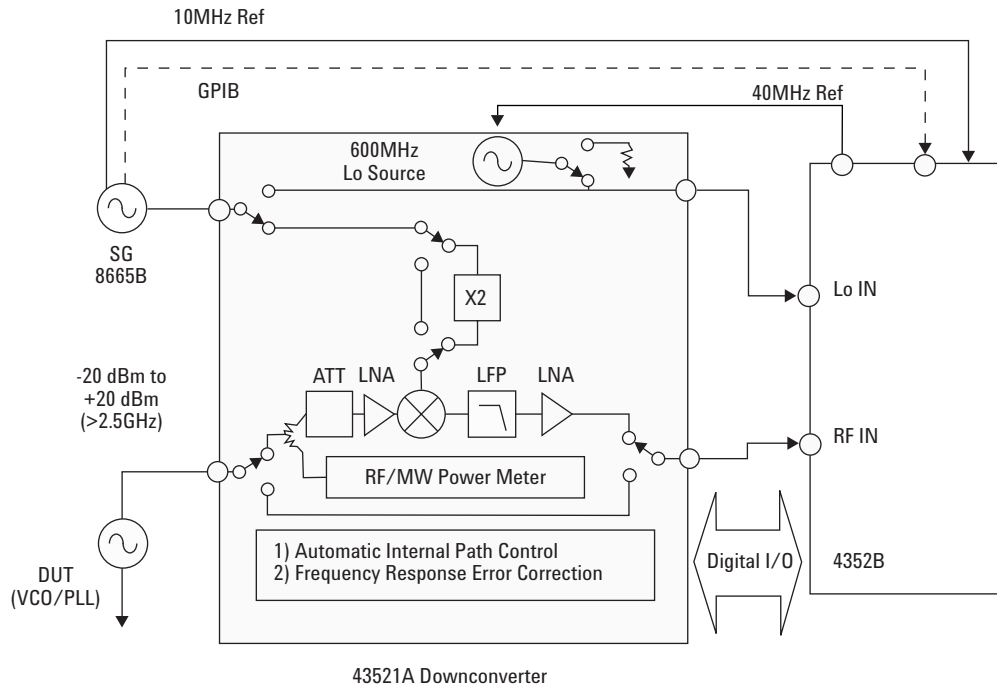 10MHz Ref
GPIB
40MHz Ref
600MHz
Lo Source
SG
8665B
X2
Lo IN
-20 dBm to
+20 dBm
(>2.5GHz)
ATT
LNA
LFP
LNA
RF IN
RF/MW Power Meter
1) Automatic Internal Path Control
2) Frequency Response Error Correction
Digital I/O
4352B
DUT
(VCO/PLL)
43521A Downconverter